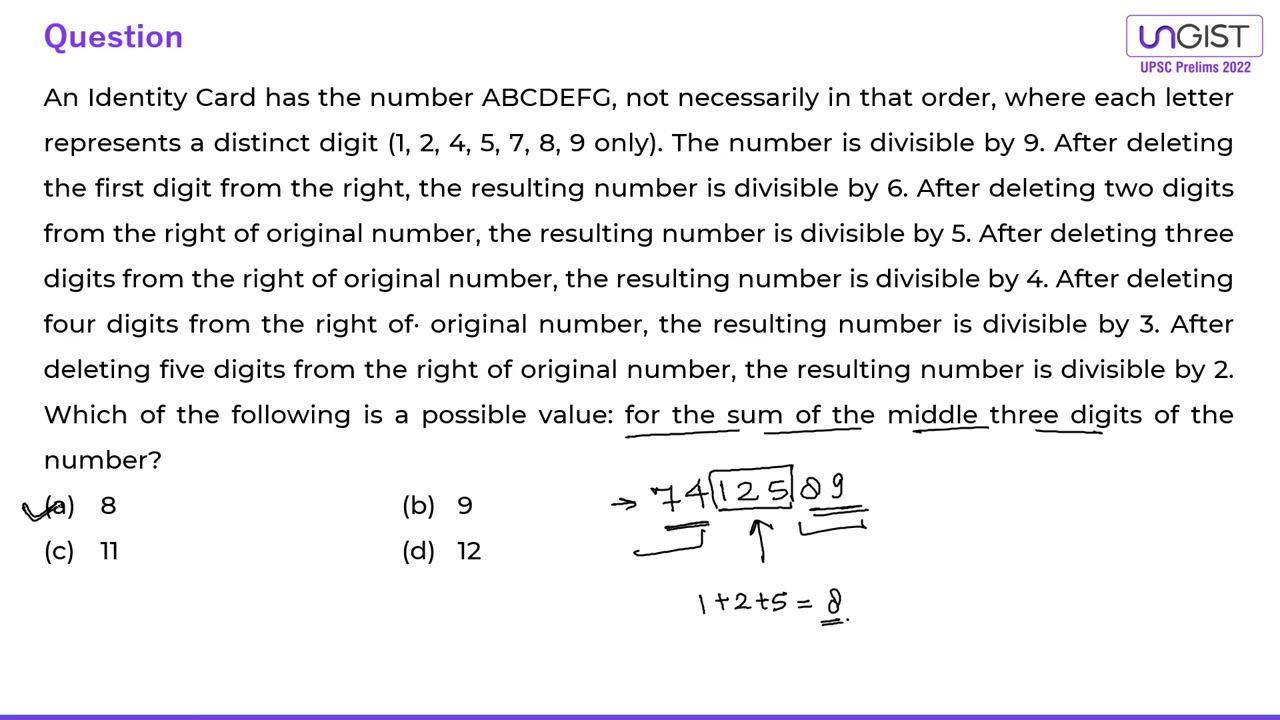 Question
UNGIST
UPSC Prelims 2022
An Identity Card has the number ABCDEFG, not necessarily in that order, where each letter
represents a distinct digit (1, 2, 4, 5, 7, 8, 9 only). The number is divisible by 9. After deleting
the first digit from the right, the resulting number is divisible by 6. After deleting two digits
from the right of original number, the resulting number is divisible by 5. After deleting three
digits from the right of original number, the resulting number is divisible by 4. After deleting
four digits from the right of· original number, the resulting number is divisible by 3. After
deleting five digits from the right of original number, the resulting number is divisible by 2.
Which of the following is a possible value: for the sum of the middle three digits of the
number?
→ 74 125 89
(a) 8 (b) 9
(c) 11 (d) 12
1+2+5 = 8.